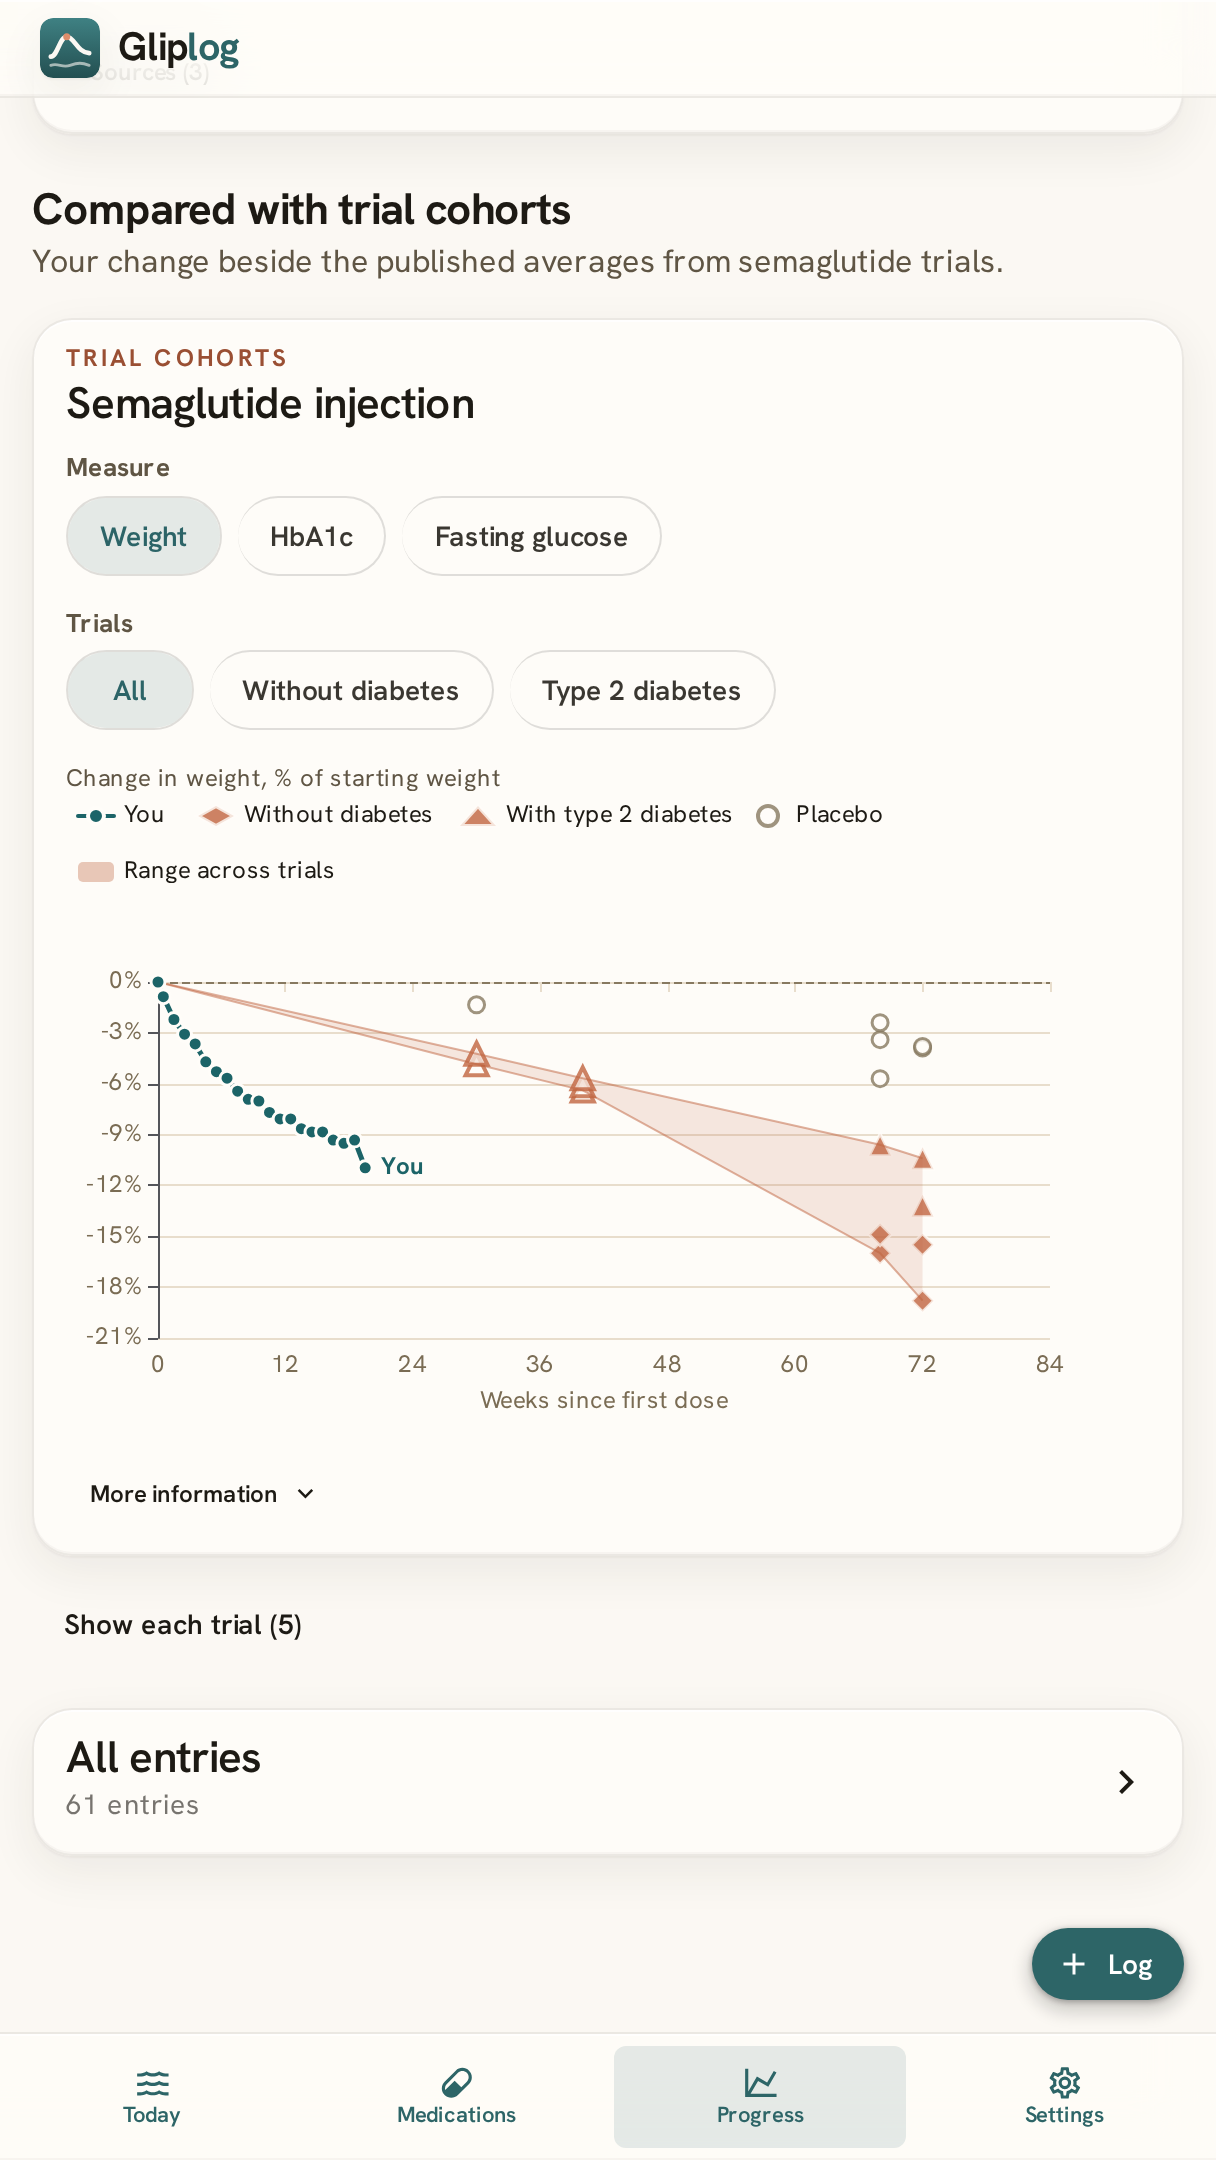 Gliplog
Sources (3)
Compared with trial cohorts
Your change beside the published averages from semaglutide trials.
TRIAL COHORTS
Semaglutide injection
Measure
Weight HbA1c Fasting glucose
Trials
All Without diabetes Type 2 diabetes
Change in weight, % of starting weight
You Without diabetes With type 2 diabetes Placebo
Range across trials
0%
-3%
-6%
-9%
You
-12%
-15%
-18%
-21%
0 12 24 36 48 60 72 84
Weeks since first dose
More information
Show each trial (5)
All entries
61 entries
+ Log
Today Medications Progress Settings